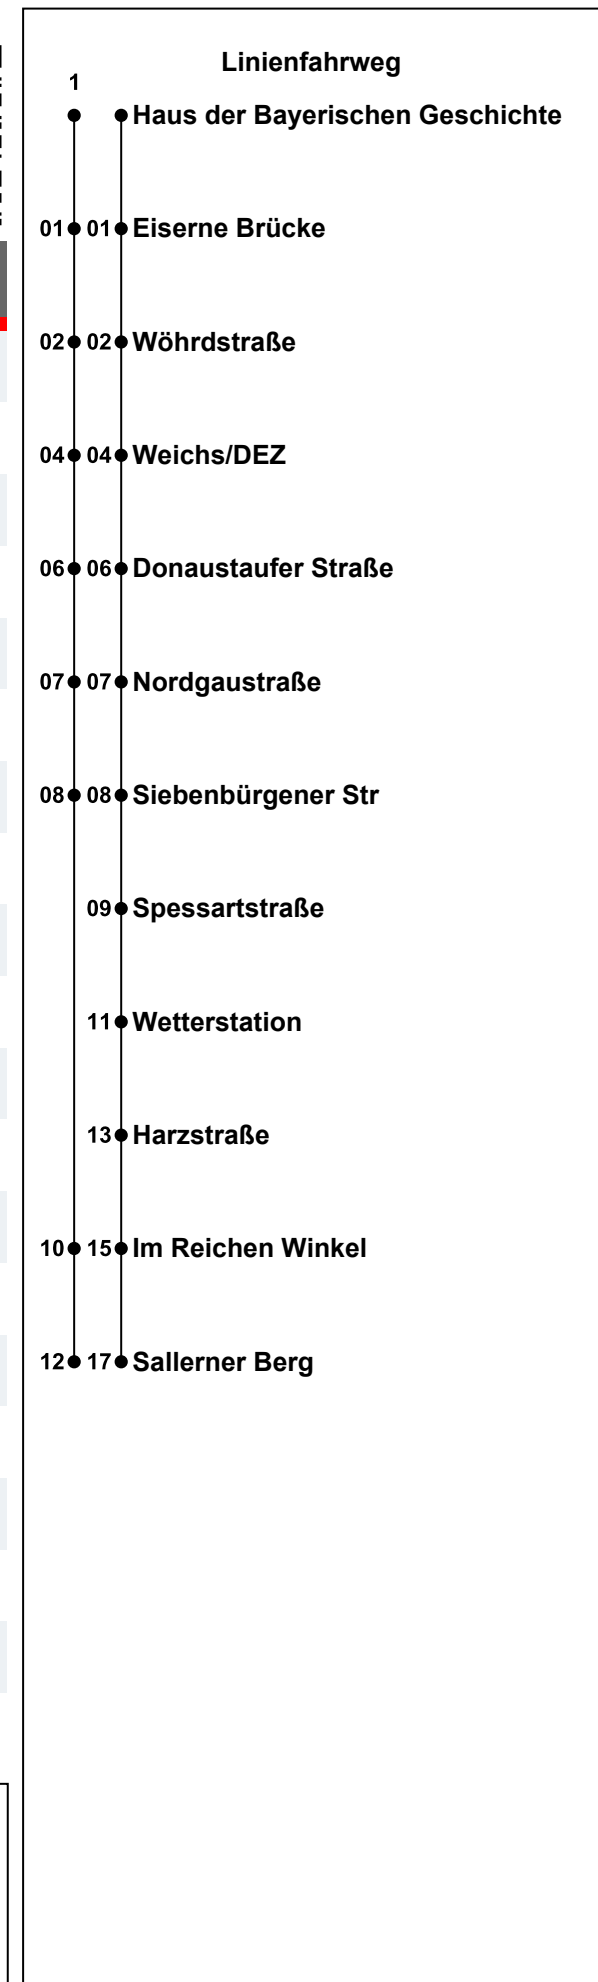 Linienfahrweg
1
Haus der Bayerischen Geschichte
01 01 Eiserne Brücke
02 02 Wöhrdstraße
04 04 Weichs/DEZ
06 06 Donaustaufer Straße
07 07 Nordgaustraße
08 08 Siebenbürgener Str
09 Spessartstraße
11 Wetterstation
13 Harzstraße
10 15 Im Reichen Winkel
12 17 Sallerner Berg